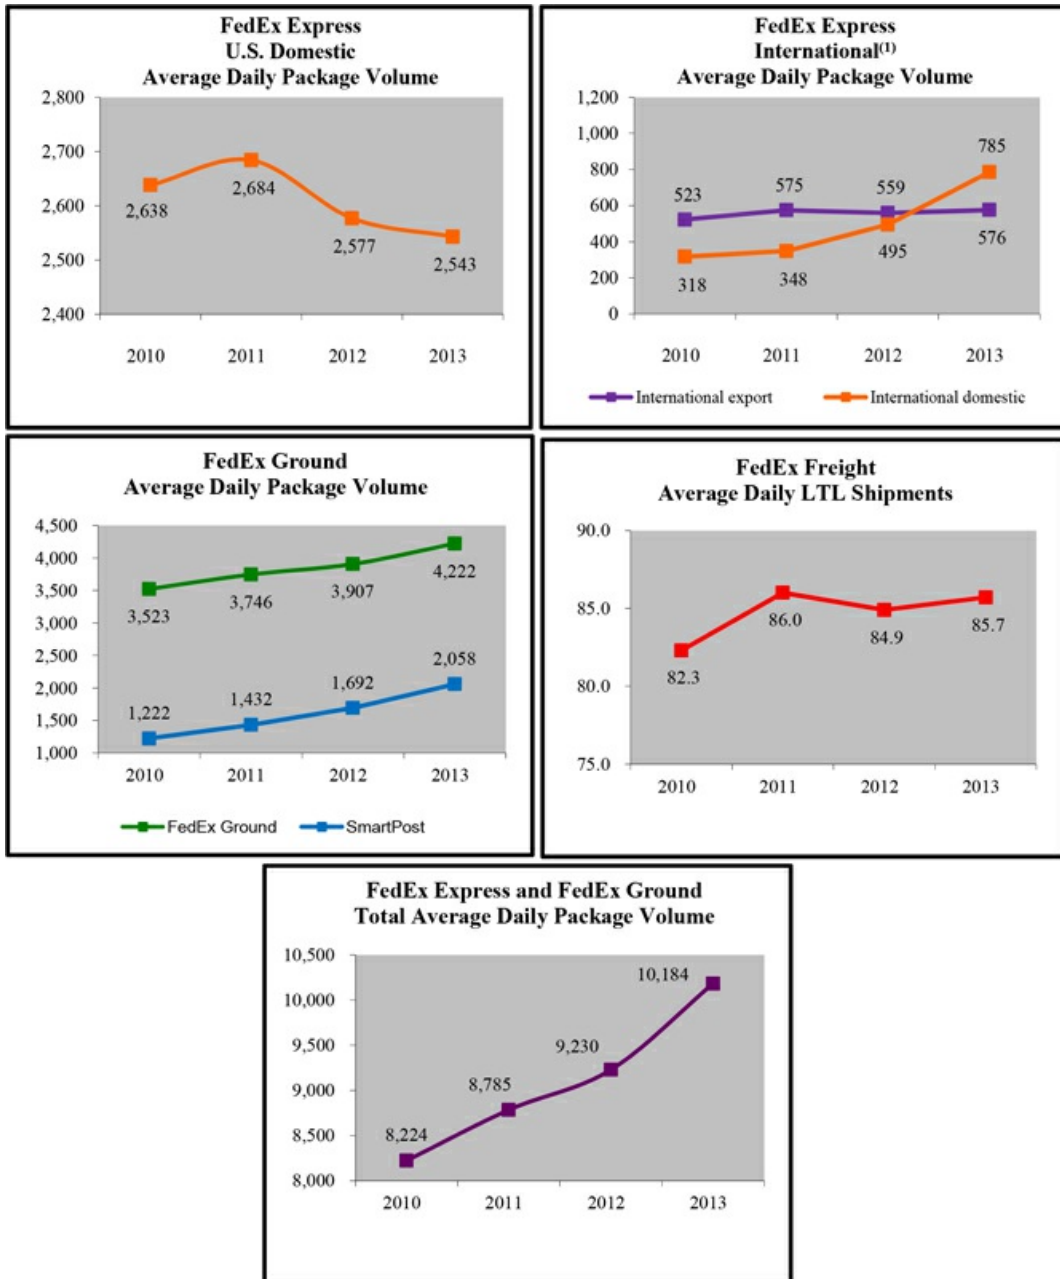 FedEx Express
U.S. Domestic
Average Daily Package Volume
2,800
2,700
2,600
2,500
2,400
2,638
2,684
2,577
2,543
2010 2011 2012 2013
FedEx Express
International(1)
Average Daily Package Volume
1,200
1,000
800
600
400
200
0
523 575 559 785
318 348 495 576
2010 2011 2012 2013
International export International domestic
FedEx Ground
Average Daily Package Volume
4,500
4,000
3,500
3,000
2,500
2,000
1,500
1,000
3,523 3,746 3,907 4,222
1,222 1,432 1,692 2,058
2010 2011 2012 2013
FedEx Ground SmartPost
FedEx Freight
Average Daily LTL Shipments
90.0
85.0
80.0
75.0
82.3 86.0 84.9 85.7
2010 2011 2012 2013
FedEx Express and FedEx Ground
Total Average Daily Package Volume
10,500
10,000
9,500
9,000
8,500
8,000
8,224 8,785 9,230 10,184
2010 2011 2012 2013